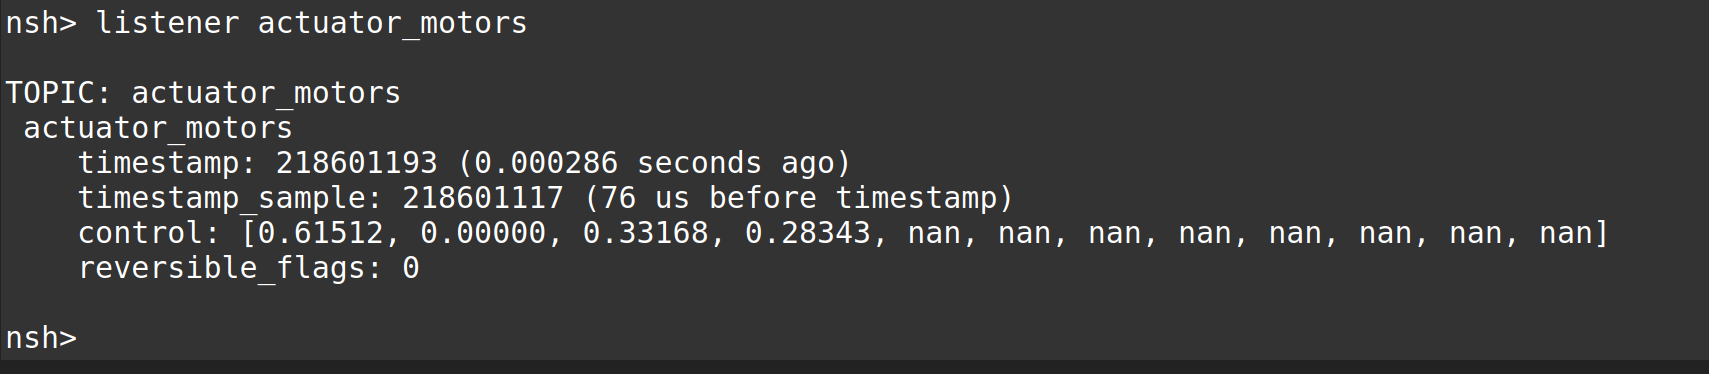 nsh> listener actuator_motors
TOPIC: actuator_motors
actuator_motors
timestamp: 218601193 (0.000286 seconds ago)
timestamp_sample: 218601117 (76 us before timestamp)
control: [0.61512, 0.00000, 0.33168, 0.28343, nan, nan, nan, nan, nan, nan, nan, nan]
reversible_flags: 0
nsh>